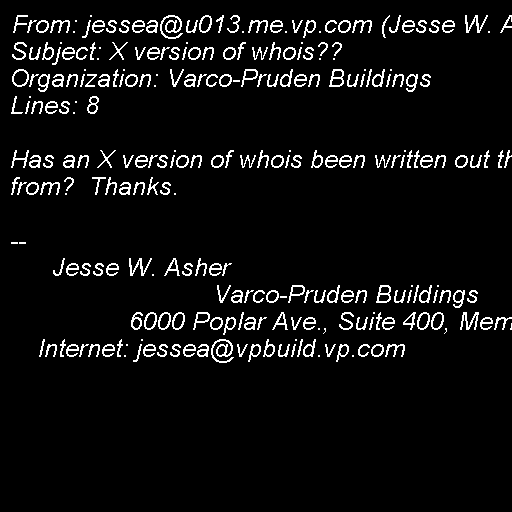 From: jessea@u013.me.vp.com (Jesse W. A
Subject: X version of whois??
Organization: Varco-Pruden Buildings
Lines: 8

Has an X version of whois been written out th
from?  Thanks.

--
Jesse W. Asher
Varco-Pruden Buildings
6000 Poplar Ave., Suite 400, Mem
Internet: jessea@vpbuild.vp.com